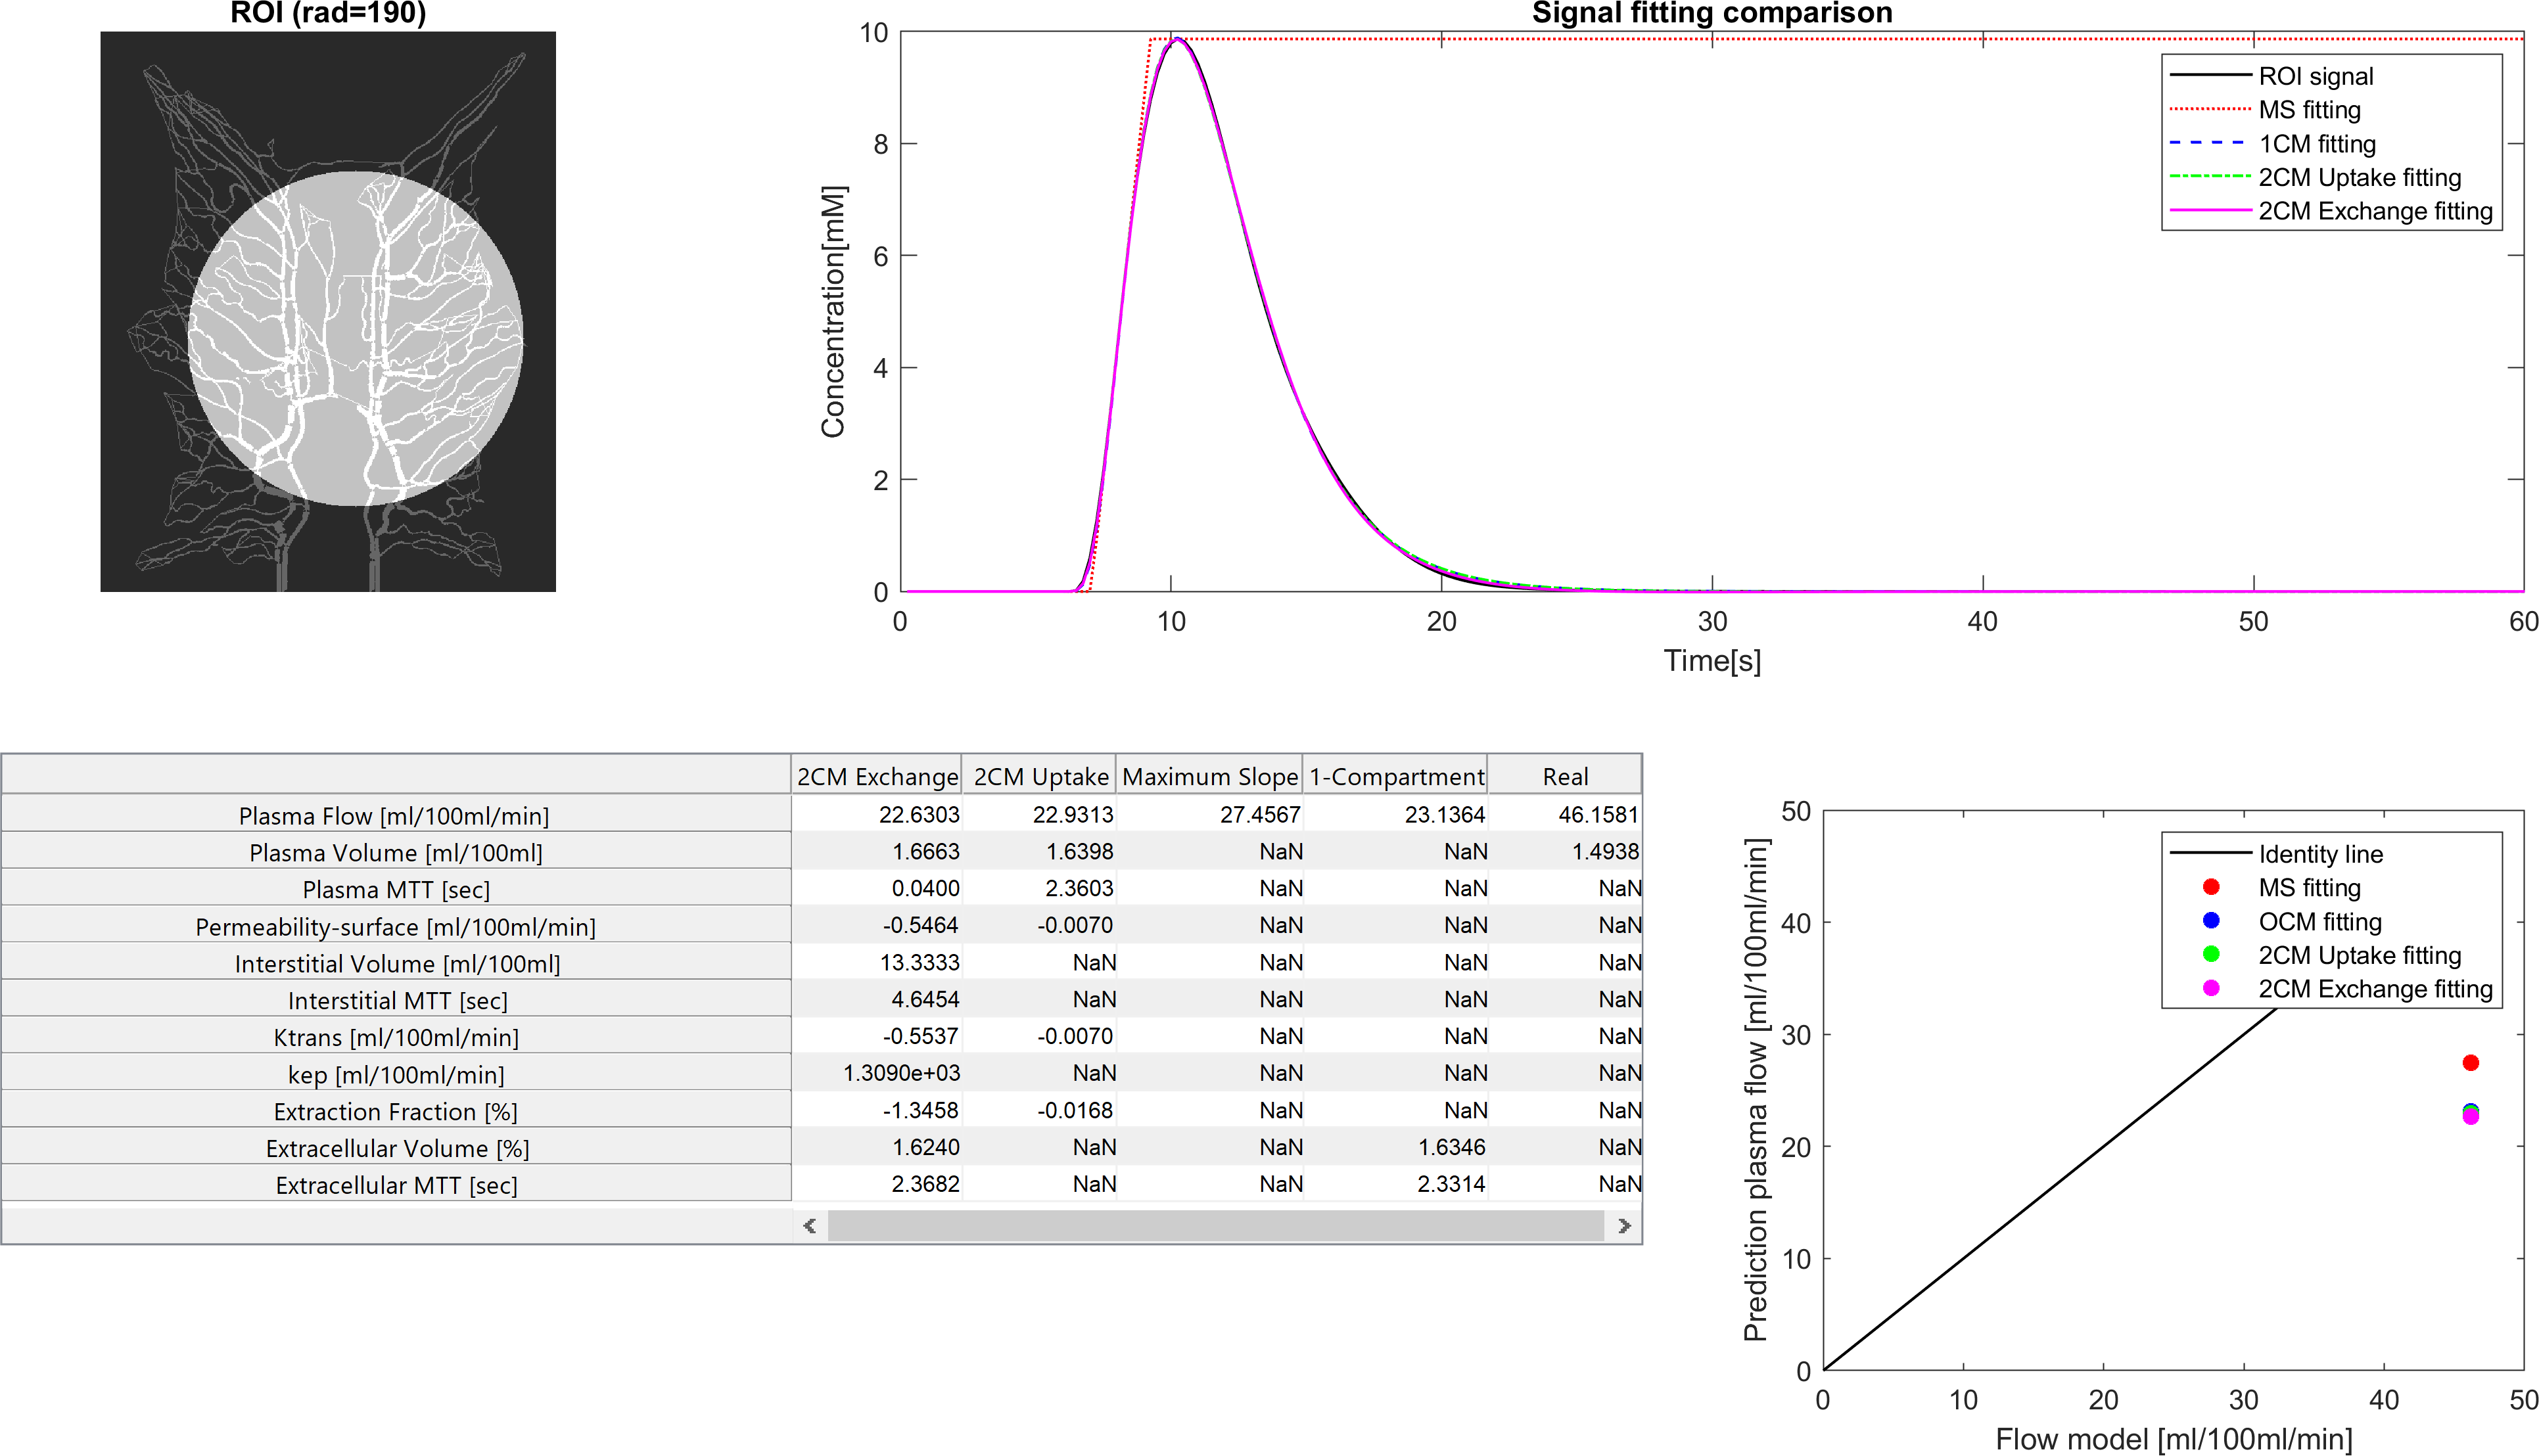 ROI (rad=190)
Signal fitting comparison
Concentration[mM]
10
8
6
4
2
0
0 10 20 30 40 50 60
Time[s]
ROI signal
MS fitting
1CM fitting
2CM Uptake fitting
2CM Exchange fitting
2CM Exchange 2CM Uptake Maximum Slope 1-Compartment Real
Plasma Flow [ml/100ml/min] 22.6303 22.9313 27.4567 23.1364 46.1581
Plasma Volume [ml/100ml] 1.6663 1.6398 NaN NaN 1.4938
Plasma MTT [sec] 0.0400 2.3603 NaN NaN NaN
Permeability-surface [ml/100ml/min] -0.5464 -0.0070 NaN NaN NaN
Interstitial Volume [ml/100ml] 13.3333 NaN NaN NaN NaN
Interstitial MTT [sec] 4.6454 NaN NaN NaN NaN
Ktrans [ml/100ml/min] -0.5537 -0.0070 NaN NaN NaN
kep [ml/100ml/min] 1.3090e+03 NaN NaN NaN NaN
Extraction Fraction [%] -1.3458 -0.0168 NaN NaN NaN
Extracellular Volume [%] 1.6240 NaN NaN 1.6346 NaN
Extracellular MTT [sec] 2.3682 NaN NaN 2.3314 NaN
Prediction plasma flow [ml/100ml/min]
50
40
30
20
10
0
0 10 20 30 40 50
Flow model [ml/100ml/min]
Identity line
MS fitting
OCM fitting
2CM Uptake fitting
2CM Exchange fitting